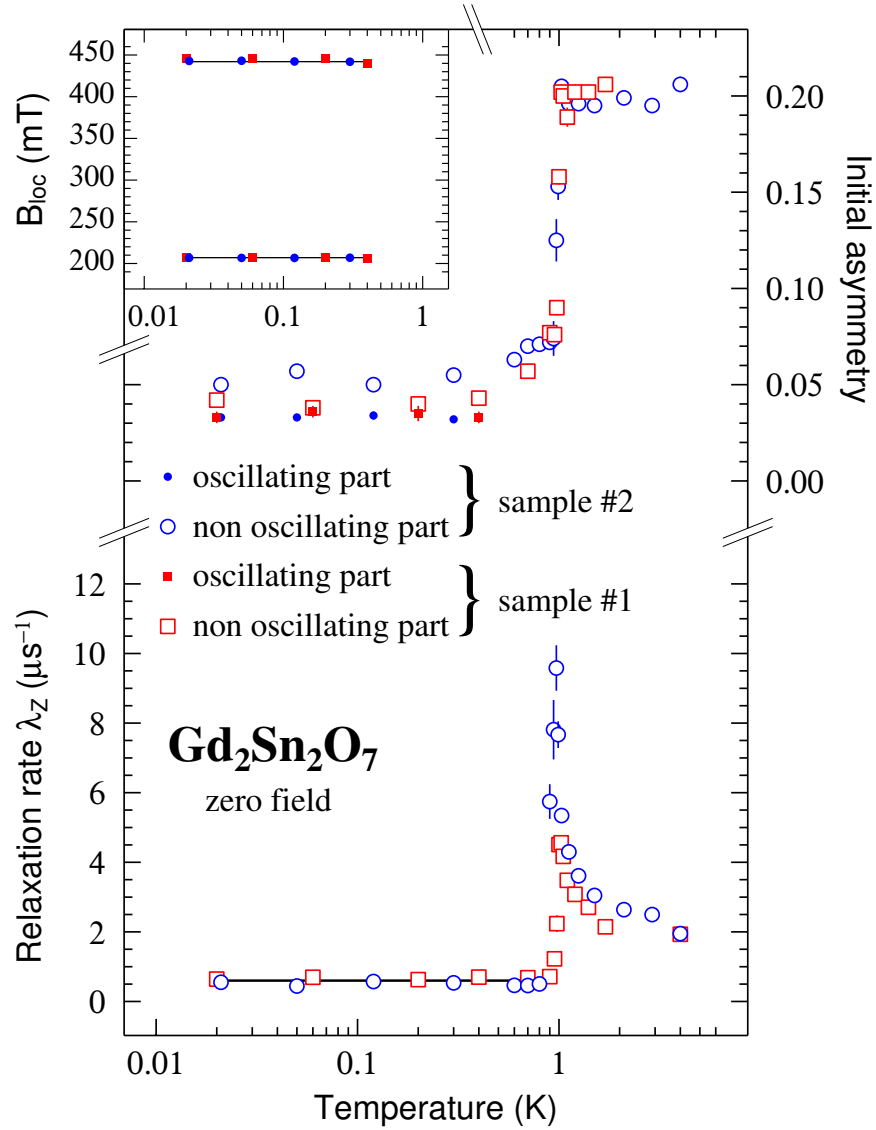 450
400
350
300
250
200
B_loc (mT)
0.01
0.1
1
0.20
0.15
0.10
0.05
0.00
Initial asymmetry
oscillating part
non oscillating part
} sample #2
oscillating part
non oscillating part
} sample #1
12
10
8
6
4
2
0
Relaxation rate λ_Z (μs⁻¹)
Gd₂Sn₂O₇
zero field
0.01
0.1
1
Temperature (K)